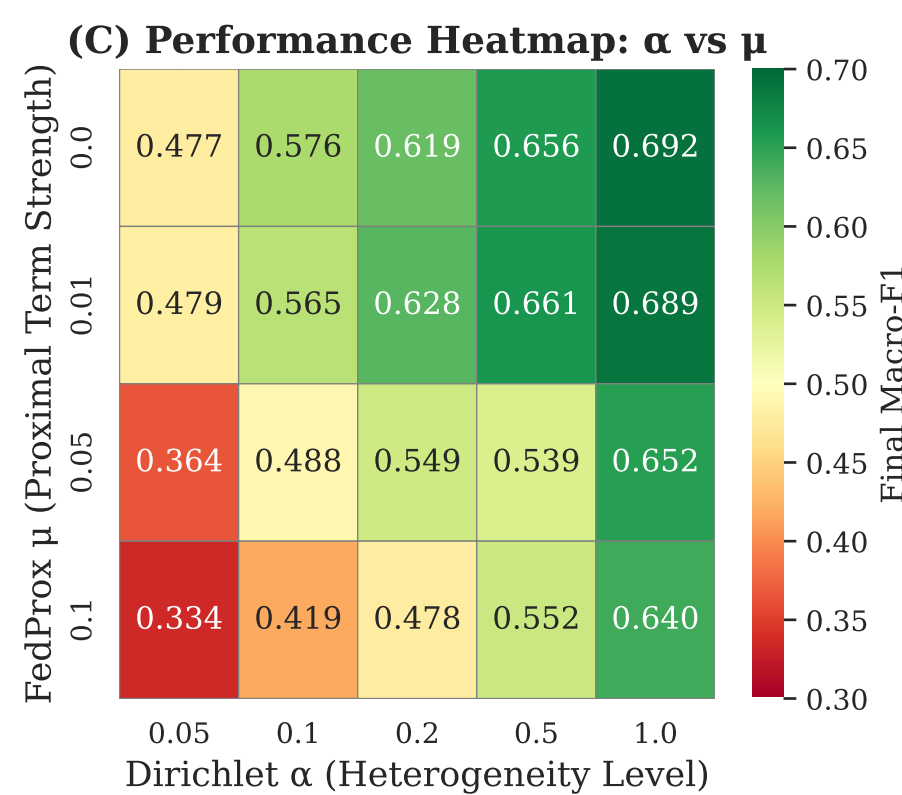 (C) Performance Heatmap: α vs μ
FedProx μ (Proximal Term Strength)
0.0
0.477 0.576 0.619 0.656 0.692
0.01
0.479 0.565 0.628 0.661 0.689
0.05
0.364 0.488 0.549 0.539 0.652
0.1
0.334 0.419 0.478 0.552 0.640
0.05 0.1 0.2 0.5 1.0
Dirichlet α (Heterogeneity Level)
0.70
0.65
0.60
0.55
0.50
0.45
0.40
0.35
0.30
Final Macro-F1